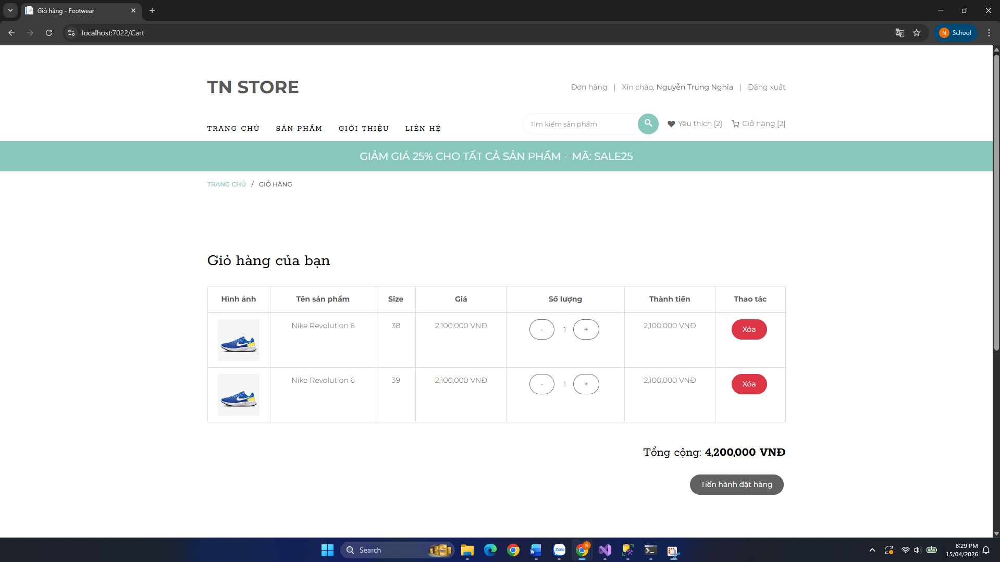 Giỏ hàng - Footwear
localhost:7022/Cart
N School
TN STORE
Đơn hàng | Xin chào, Nguyễn Trung Nghĩa | Đăng xuất
TRANG CHỦ SẢN PHẨM GIỚI THIỆU LIÊN HỆ
Tìm kiếm sản phẩm
Yêu thích [2]
Giỏ hàng [2]
GIẢM GIÁ 25% CHO TẤT CẢ SẢN PHẨM – MÃ: SALE25
TRANG CHỦ / GIỎ HÀNG
Giỏ hàng của bạn
Hình ảnh Tên sản phẩm Size Giá Số lượng Thành tiền Thao tác
Nike Revolution 6 38 2,100,000 VNĐ - 1 + 2,100,000 VNĐ Xóa
Nike Revolution 6 39 2,100,000 VNĐ - 1 + 2,100,000 VNĐ Xóa
Tổng cộng: 4,200,000 VNĐ
Tiến hành đặt hàng
Search
Zalo
N
8:29 PM
15/04/2026